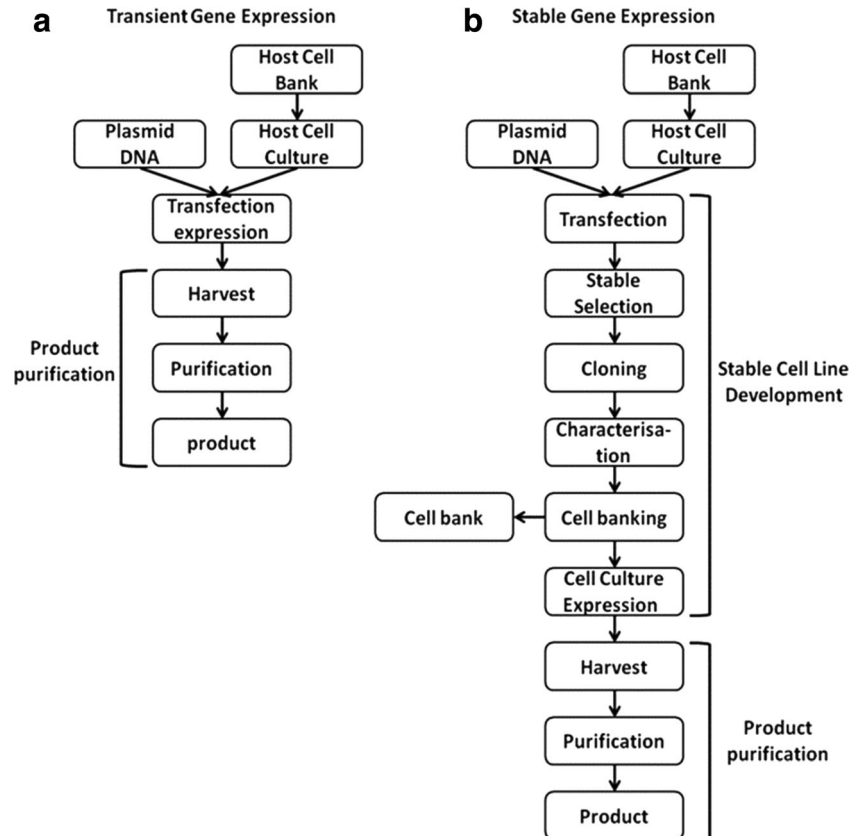 a
Transient Gene Expression
Host Cell
Bank
Plasmid
DNA
Host Cell
Culture
Transfection
expression
Harvest
Purification
product
Product
purification
b
Stable Gene Expression
Host Cell
Bank
Plasmid
DNA
Host Cell
Culture
Transfection
Stable
Selection
Cloning
Characterisa-
tion
Cell banking
Cell bank
Cell Culture
Expression
Stable Cell Line
Development
Harvest
Purification
Product
Product
purification